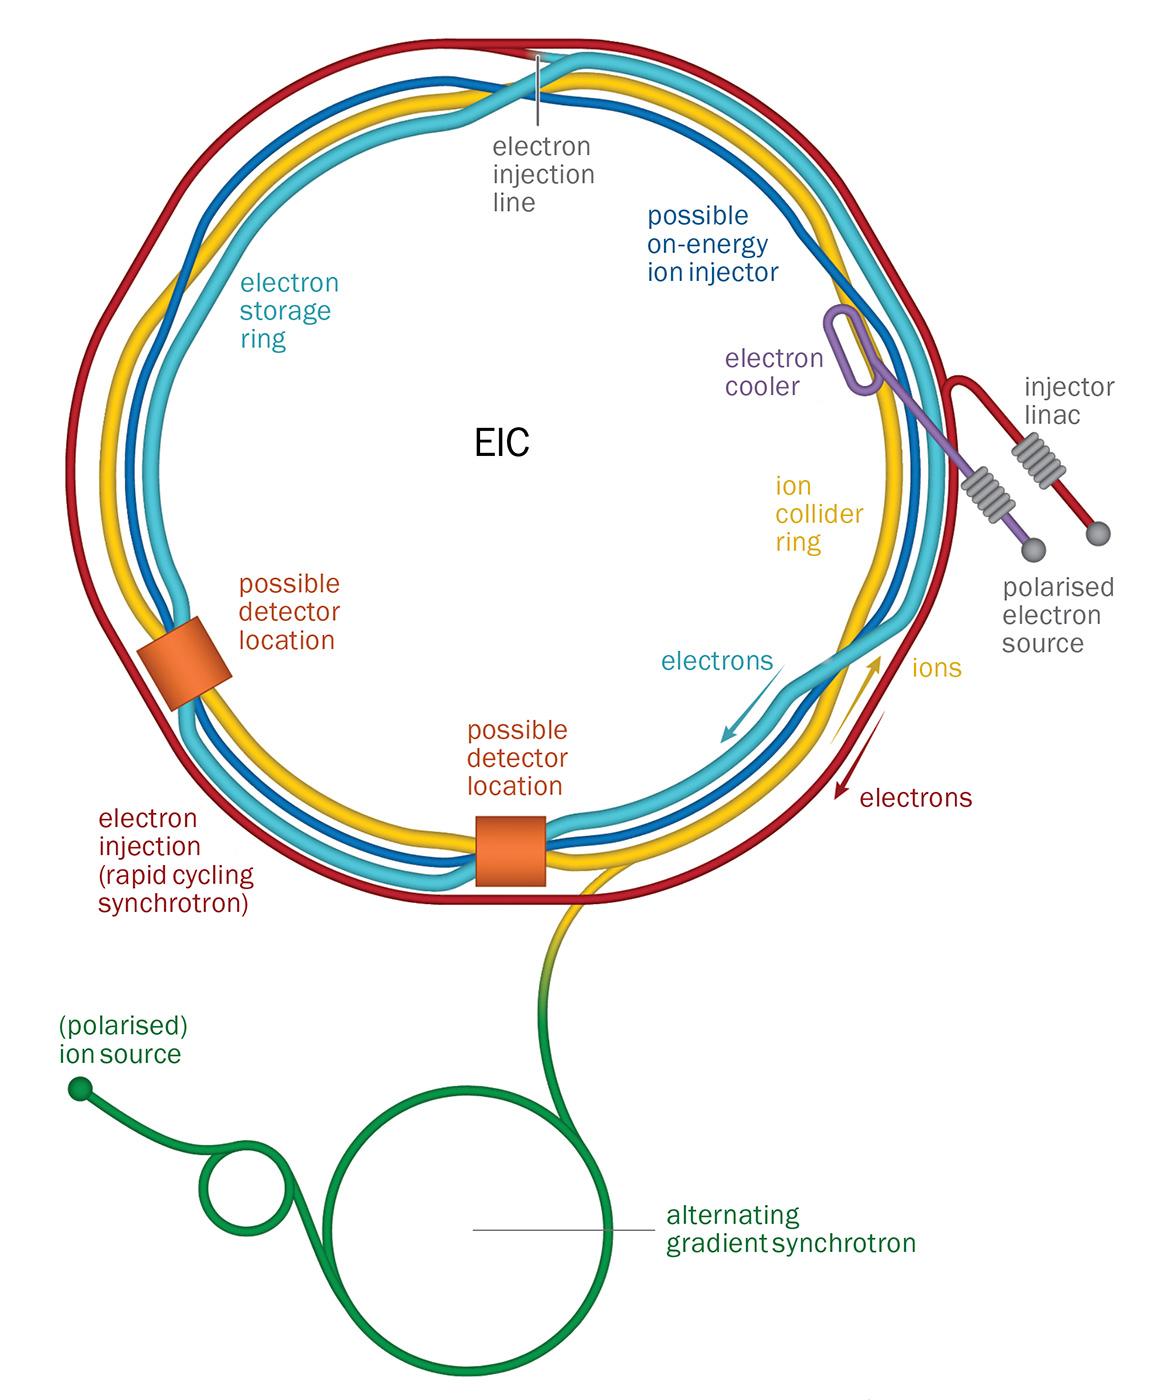 electron
injection
line
possible
on-energy
ion injector
electron
storage
ring
electron
cooler
injector
linac
EIC
ion
collider
ring
possible
detector
location
polarised
electron
source
electrons
ions
possible
detector
location
electrons
electron
injection
(rapid cycling
synchrotron)
(polarised)
ion source
alternating
gradient synchrotron